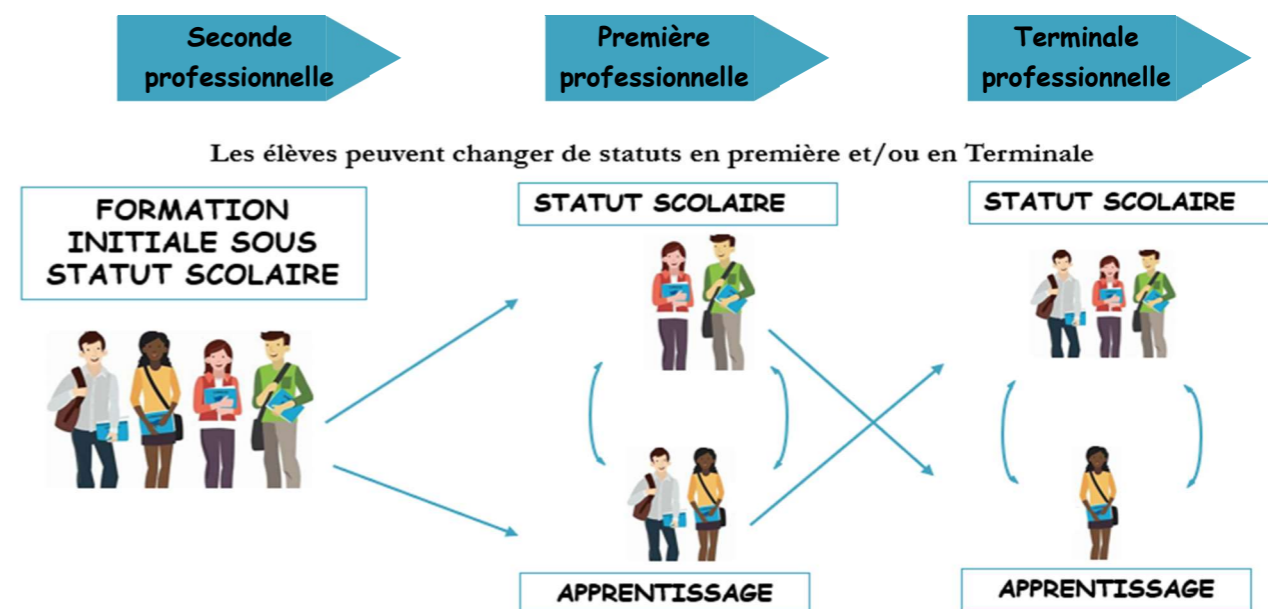 Seconde
professionnelle
Première
professionnelle
Terminale
professionnelle
Les élèves peuvent changer de statuts en première et/ou en Terminale
FORMATION
INITIALE SOUS
STATUT SCOLAIRE
STATUT SCOLAIRE
STATUT SCOLAIRE
APPRENTISSAGE
APPRENTISSAGE